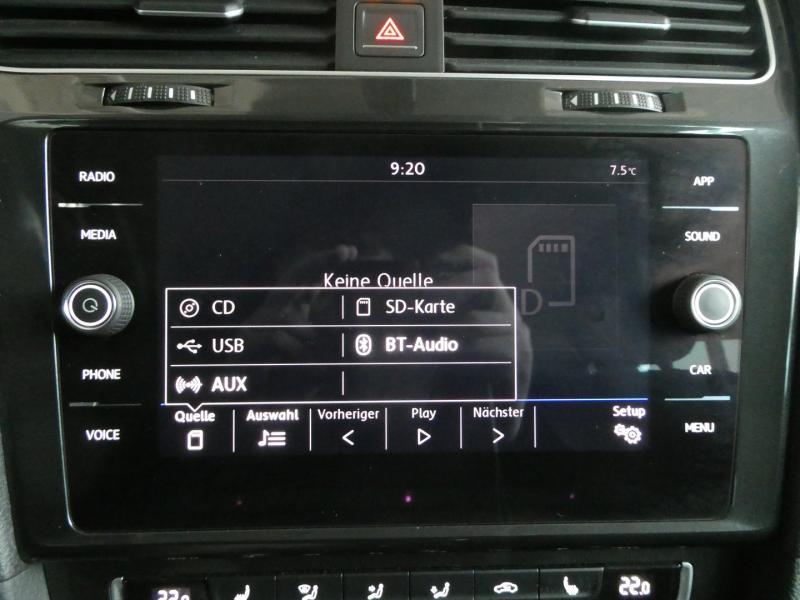 RADIO
MEDIA
PHONE
VOICE
9:20
7.5°C
Keine Quelle
CD
SD-Karte
USB
BT-Audio
AUX
Quelle
Auswahl
Vorheriger
Play
Nächster
Setup
APP
SOUND
CAR
MENU
22.0
22.0